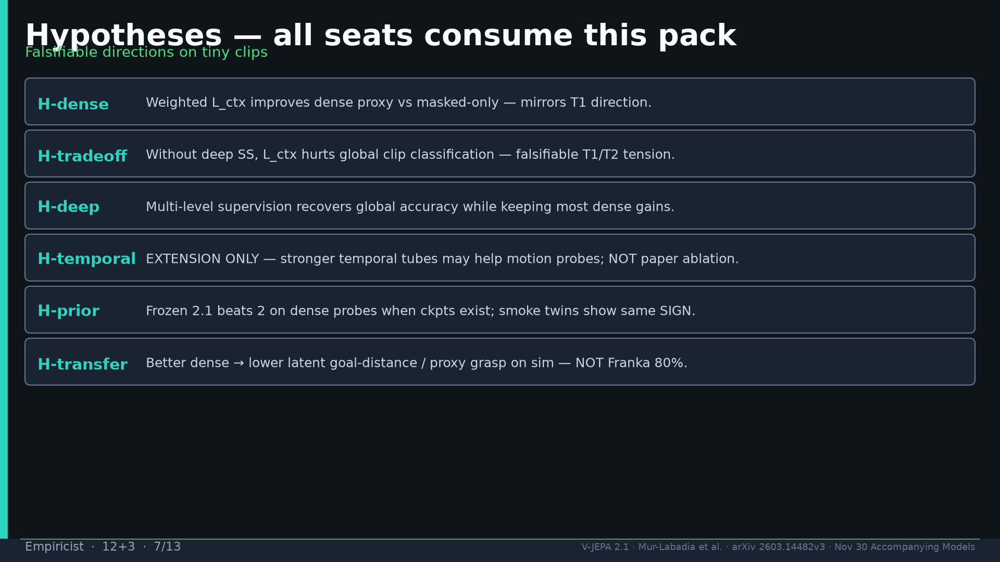 Hypotheses — all seats consume this pack
Falsifiable directions on tiny clips
H-dense Weighted L_ctx improves dense proxy vs masked-only — mirrors T1 direction.
H-tradeoff Without deep SS, L_ctx hurts global clip classification — falsifiable T1/T2 tension.
H-deep Multi-level supervision recovers global accuracy while keeping most dense gains.
H-temporal EXTENSION ONLY — stronger temporal tubes may help motion probes; NOT paper ablation.
H-prior Frozen 2.1 beats 2 on dense probes when ckpts exist; smoke twins show same SIGN.
H-transfer Better dense → lower latent goal-distance / proxy grasp on sim — NOT Franka 80%.
Empiricist · 12+3 · 7/13 V-JEPA 2.1 · Mur-Labadia et al. · arXiv 2603.14482v3 · Nov 30 Accompanying Models